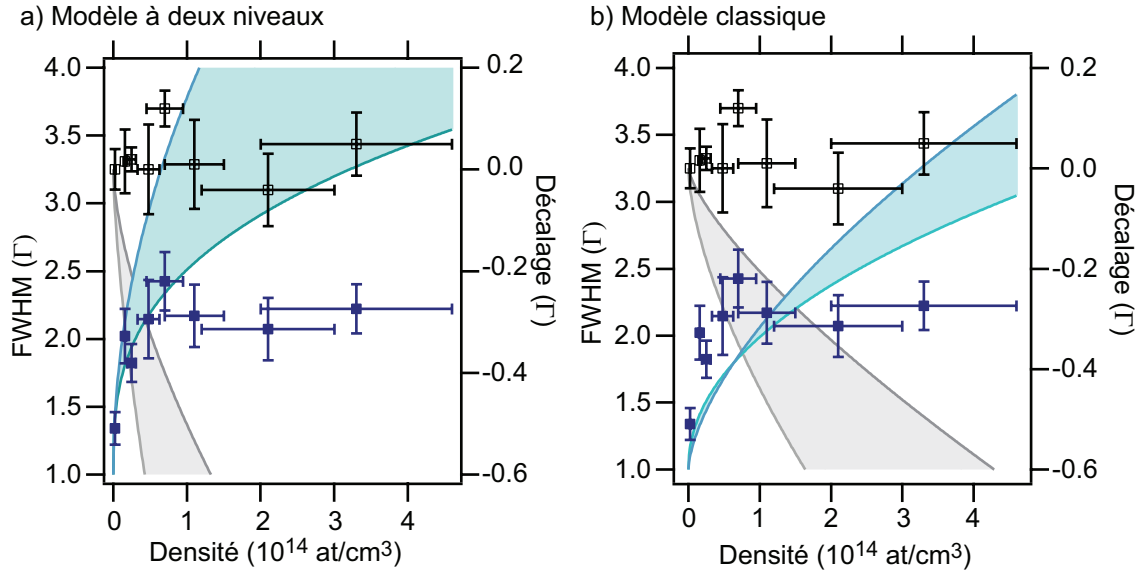 a) Modèle à deux niveaux
4.0
3.5
3.0
2.5
2.0
1.5
1.0
FWHM (Γ)
0.2
0.0
-0.2
-0.4
-0.6
Décalage (Γ)
0 1 2 3 4
Densité (10¹⁴ at/cm³)
b) Modèle classique
4.0
3.5
3.0
2.5
2.0
1.5
1.0
FWHM (Γ)
0.2
0.0
-0.2
-0.4
-0.6
Décalage (Γ)
0 1 2 3 4
Densité (10¹⁴ at/cm³)